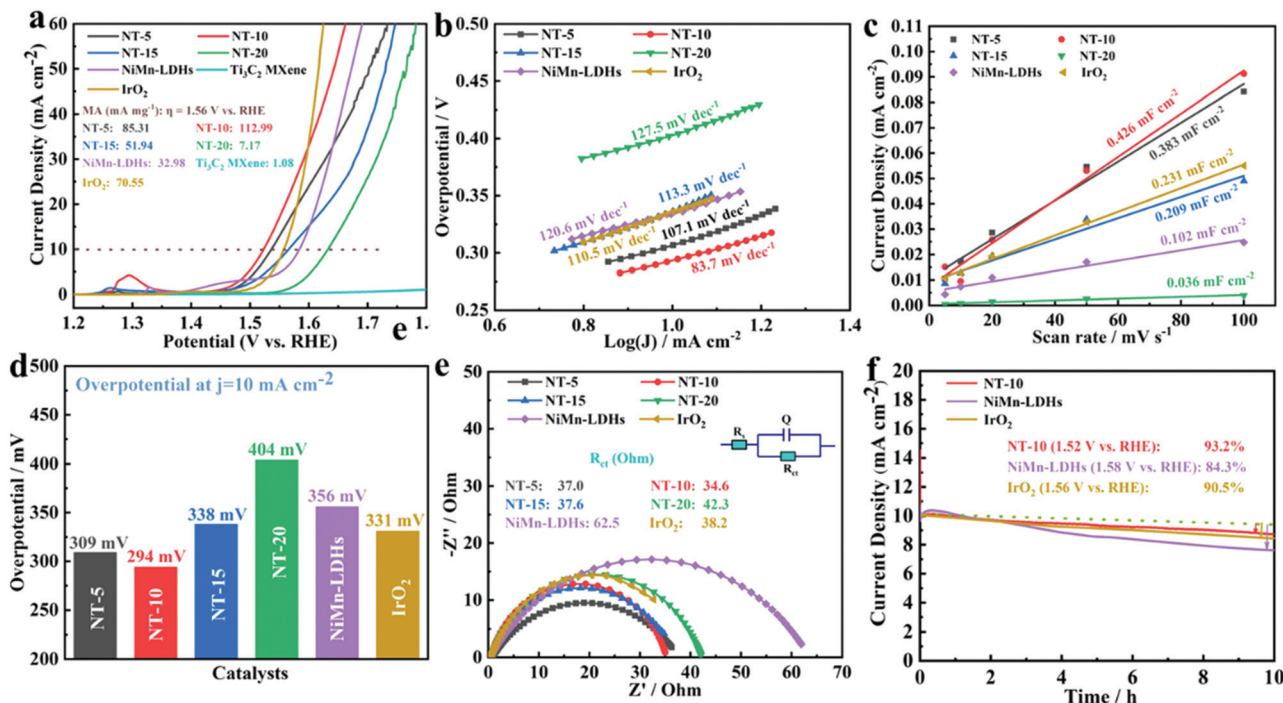 a
NT-5 NT-10
NT-15 NT-20
NiMn-LDHs Ti₃C₂ MXene
IrO₂
MA (mA mg⁻¹): η = 1.56 V vs. RHE
NT-5: 85.31 NT-10: 112.99
NT-15: 51.94 NT-20: 7.17
NiMn-LDHs: 32.98 Ti₃C₂ MXene: 1.08
IrO₂: 70.55
Current Density (mA cm⁻²)
60
50
40
30
20
10
0
1.2 1.3 1.4 1.5 1.6 1.7 1.
Potential (V vs. RHE)
e
b
NT-5 NT-10
NT-15 NT-20
NiMn-LDHs IrO₂
127.5 mV dec⁻¹
113.3 mV dec⁻¹
120.6 mV dec⁻¹
107.1 mV dec⁻¹
110.5 mV dec⁻¹
83.7 mV dec⁻¹
Overpotential / V
0.50
0.45
0.40
0.35
0.30
0.25
0.6 0.8 1.0 1.2 1.4
Log(J) / mA cm⁻²
c
NT-5 NT-10
NT-15 NT-20
NiMn-LDHs IrO₂
0.426 mF cm⁻²
0.383 mF cm⁻²
0.231 mF cm⁻²
0.209 mF cm⁻²
0.102 mF cm⁻²
0.036 mF cm⁻²
Current Density (mA cm⁻²)
0.11
0.10
0.09
0.08
0.07
0.06
0.05
0.04
0.03
0.02
0.01
0.00
0 20 40 60 80 100
Scan rate / mV s⁻¹
d
Overpotential at j=10 mA cm⁻²
309 mV
294 mV
338 mV
404 mV
356 mV
331 mV
NT-5
NT-10
NT-15
NT-20
NiMn-LDHs
IrO₂
Overpotential / mV
500
450
400
350
300
250
200
Catalysts
e
NT-5 NT-10
NT-15 NT-20
NiMn-LDHs IrO₂
Q
Rₛ
R_ct
R_ct (Ohm)
NT-5: 37.0 NT-10: 34.6
NT-15: 37.6 NT-20: 42.3
NiMn-LDHs: 62.5 IrO₂: 38.2
-Z'' / Ohm
50
40
30
20
10
0
0 10 20 30 40 50 60 70
Z' / Ohm
f
NT-10
NiMn-LDHs
IrO₂
NT-10 (1.52 V vs. RHE): 93.2%
NiMn-LDHs (1.58 V vs. RHE): 84.3%
IrO₂ (1.56 V vs. RHE): 90.5%
Current Density (mA cm⁻²)
20
18
16
14
12
10
8
6
4
2
0
0 2 4 6 8 10
Time / h